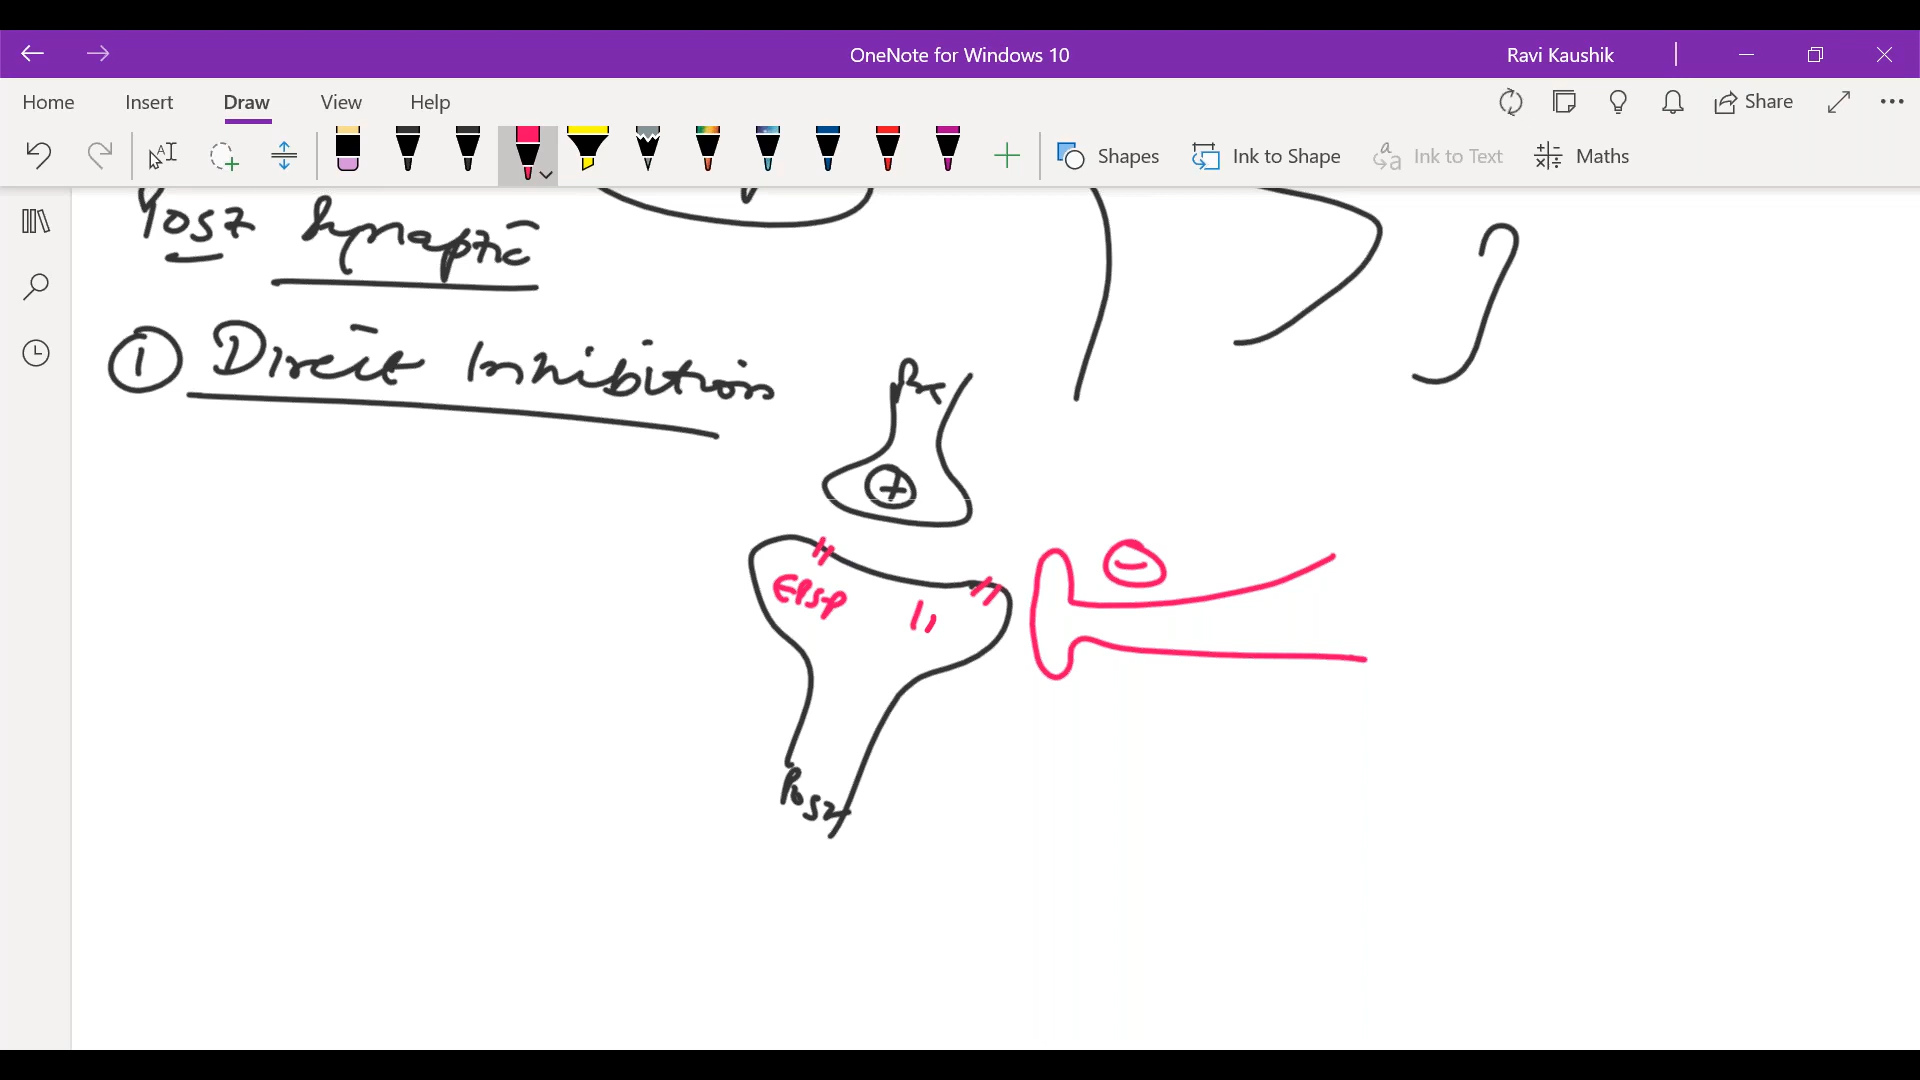 OneNote for Windows 10
Ravi Kaushik
Home Insert Draw View Help
Share
Shapes
Ink to Shape
Ink to Text
Maths
Post Synaptic
① Direct Inhibition
Pre
+
EPSP
−
Post